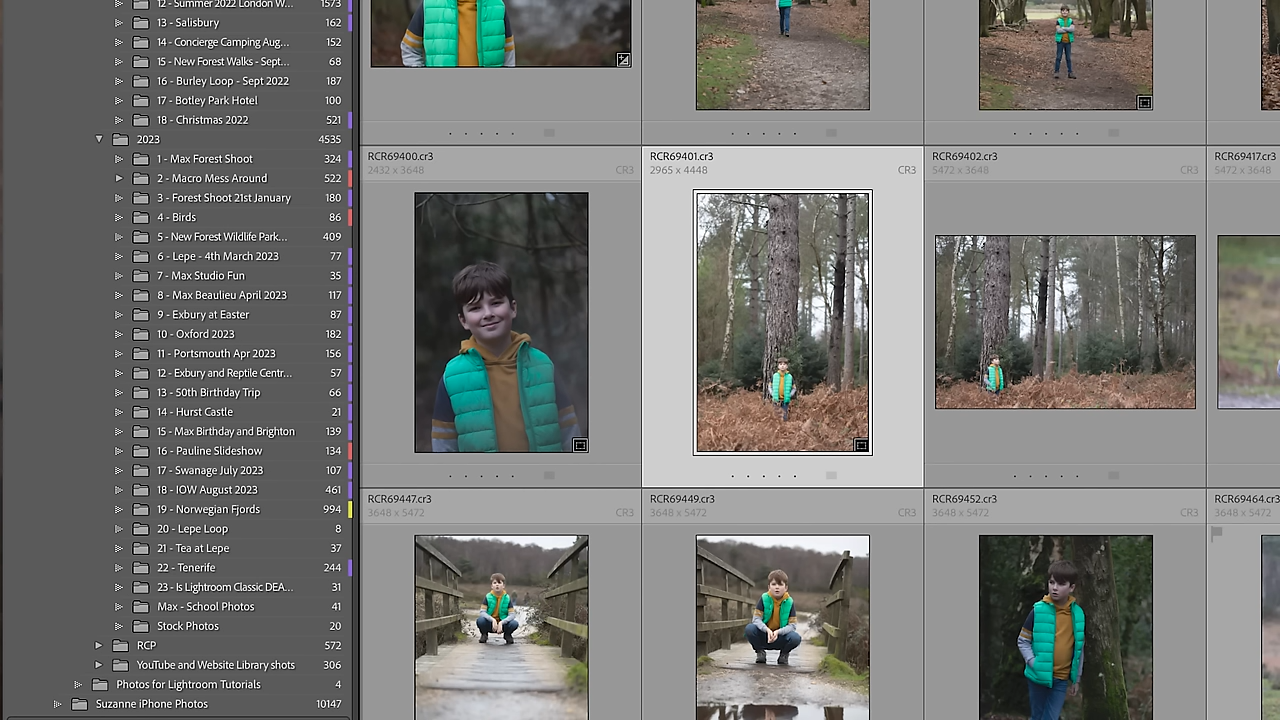 12 - Summer 2022 London W... 1573
13 - Salisbury 162
14 - Concierge Camping Aug... 152
15 - New Forest Walks - Sept... 68
16 - Burley Loop - Sept 2022 187
17 - Botley Park Hotel 100
18 - Christmas 2022 521
2023 4535
1 - Max Forest Shoot 324
2 - Macro Mess Around 522
3 - Forest Shoot 21st January 180
4 - Birds 86
5 - New Forest Wildlife Park... 409
6 - Lepe - 4th March 2023 77
7 - Max Studio Fun 35
8 - Max Beaulieu April 2023 117
9 - Exbury at Easter 87
10 - Oxford 2023 182
11 - Portsmouth Apr 2023 156
12 - Exbury and Reptile Centr... 57
13 - 50th Birthday Trip 66
14 - Hurst Castle 21
15 - Max Birthday and Brighton 139
16 - Pauline Slideshow 134
17 - Swanage July 2023 107
18 - IOW August 2023 461
19 - Norwegian Fjords 994
20 - Lepe Loop 8
21 - Tea at Lepe 37
22 - Tenerife 244
23 - Is Lightroom Classic DEA... 31
Max - School Photos 41
Stock Photos 20
RCP 572
YouTube and Website Library shots 306
Photos for Lightroom Tutorials 4
Suzanne iPhone Photos 10147
RCR69400.cr3
2432 x 3648 CR3
RCR69401.cr3
2965 x 4448 CR3
RCR69402.cr3
5472 x 3648 CR3
RCR69417.cr3
5472 x 3648
RCR69447.cr3
3648 x 5472 CR3
RCR69449.cr3
3648 x 5472 CR3
RCR69452.cr3
3648 x 5472 CR3
RCR69464.cr3
3648 x 5472